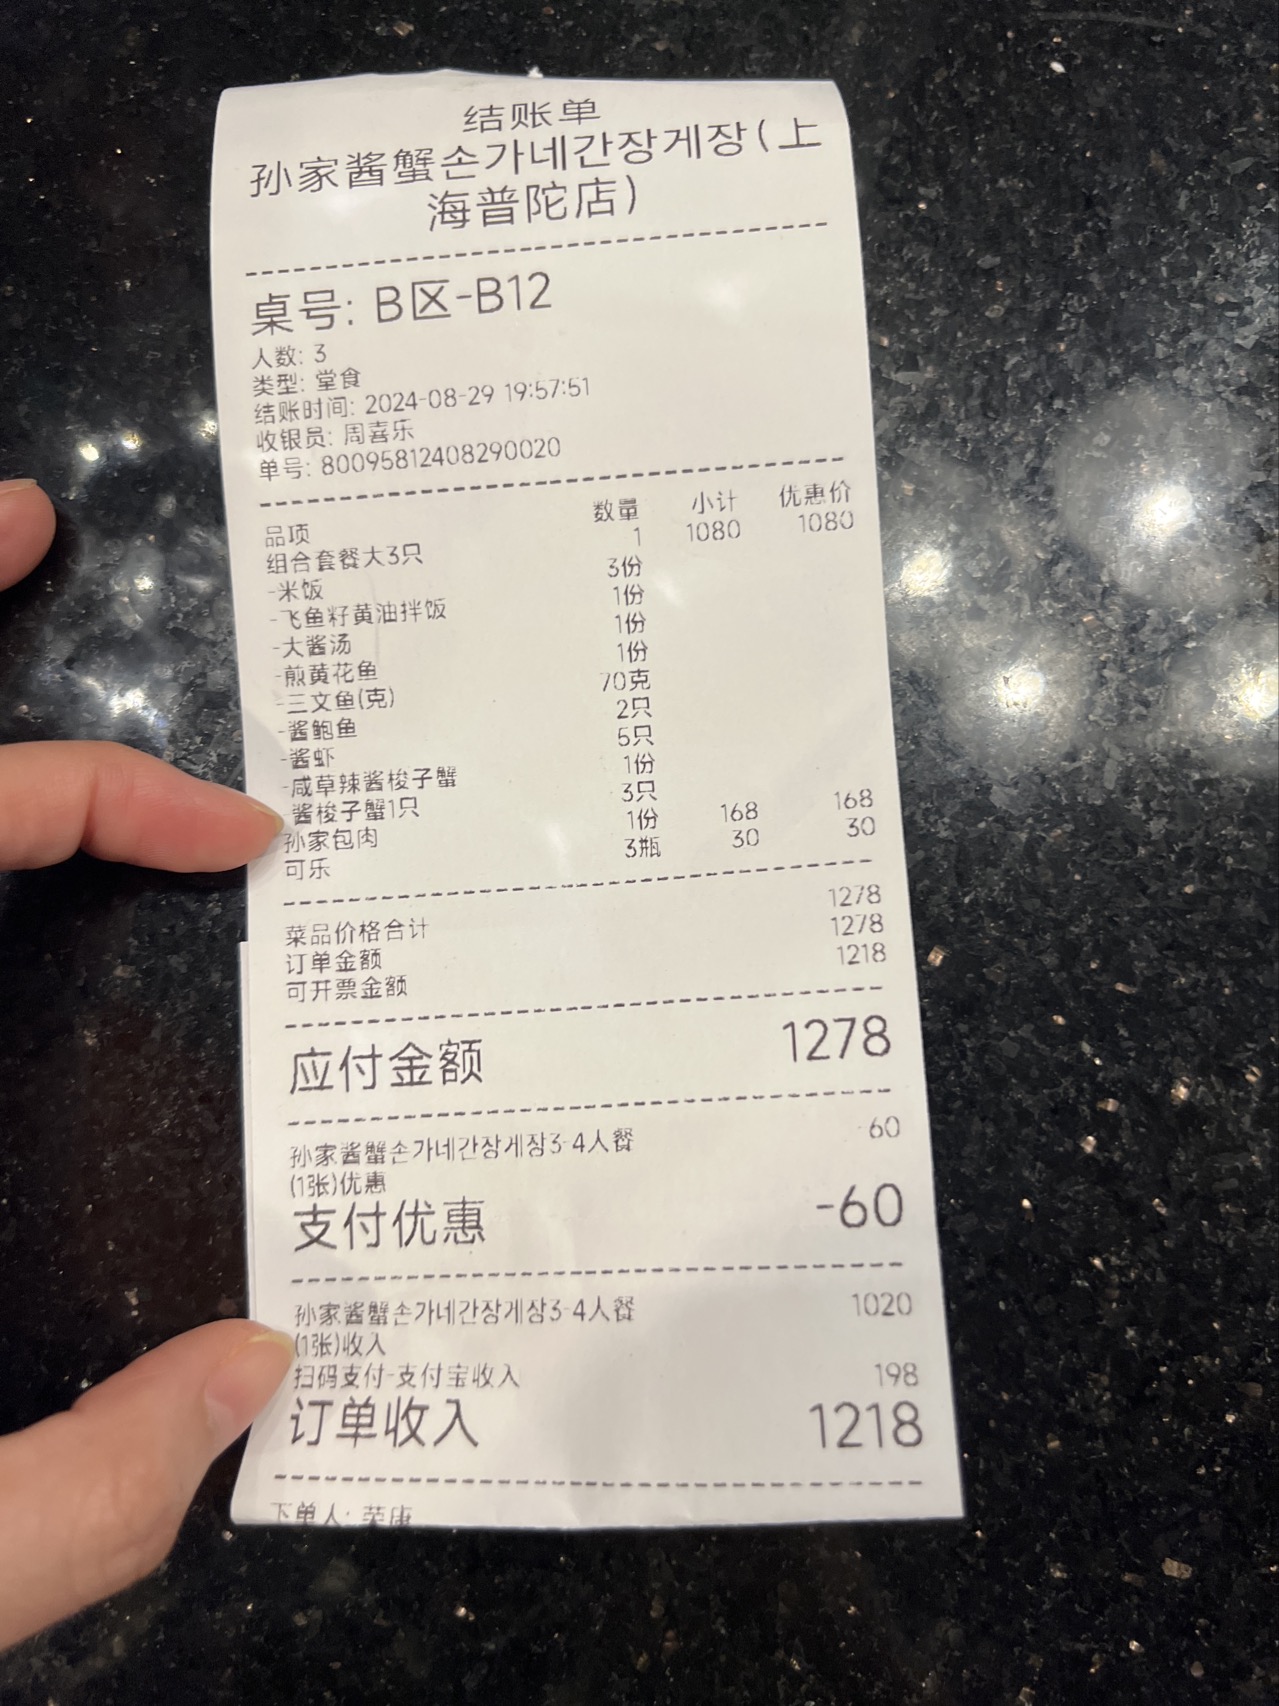 结账单
孙家酱蟹손가네간장게장(上
海普陀店)
桌号: B区-B12
人数: 3
类型: 堂食
结账时间: 2024-08-29 19:57:51
收银员: 周喜乐
单号: 80095812408290020
品项 数量 小计 优惠价
组合套餐大3只 1 1080 1080
-米饭 3份
-飞鱼籽黄油拌饭 1份
-大酱汤 1份
-煎黄花鱼 1份
-三文鱼(克) 70克
-酱鲍鱼 2只
-酱虾 5只
-咸草辣酱梭子蟹 1份
酱梭子蟹1只 3只
孙家包肉 1份 168 168
可乐 3瓶 30 30
菜品价格合计 1278
订单金额 1278
可开票金额 1218
应付金额 1278
孙家酱蟹손가네간장게장3-4人餐 -60
(1张)优惠
支付优惠 -60
孙家酱蟹손가네간장게장3-4人餐 1020
(1张)收入
扫码支付-支付宝收入 198
订单收入 1218
下单人: 荣康